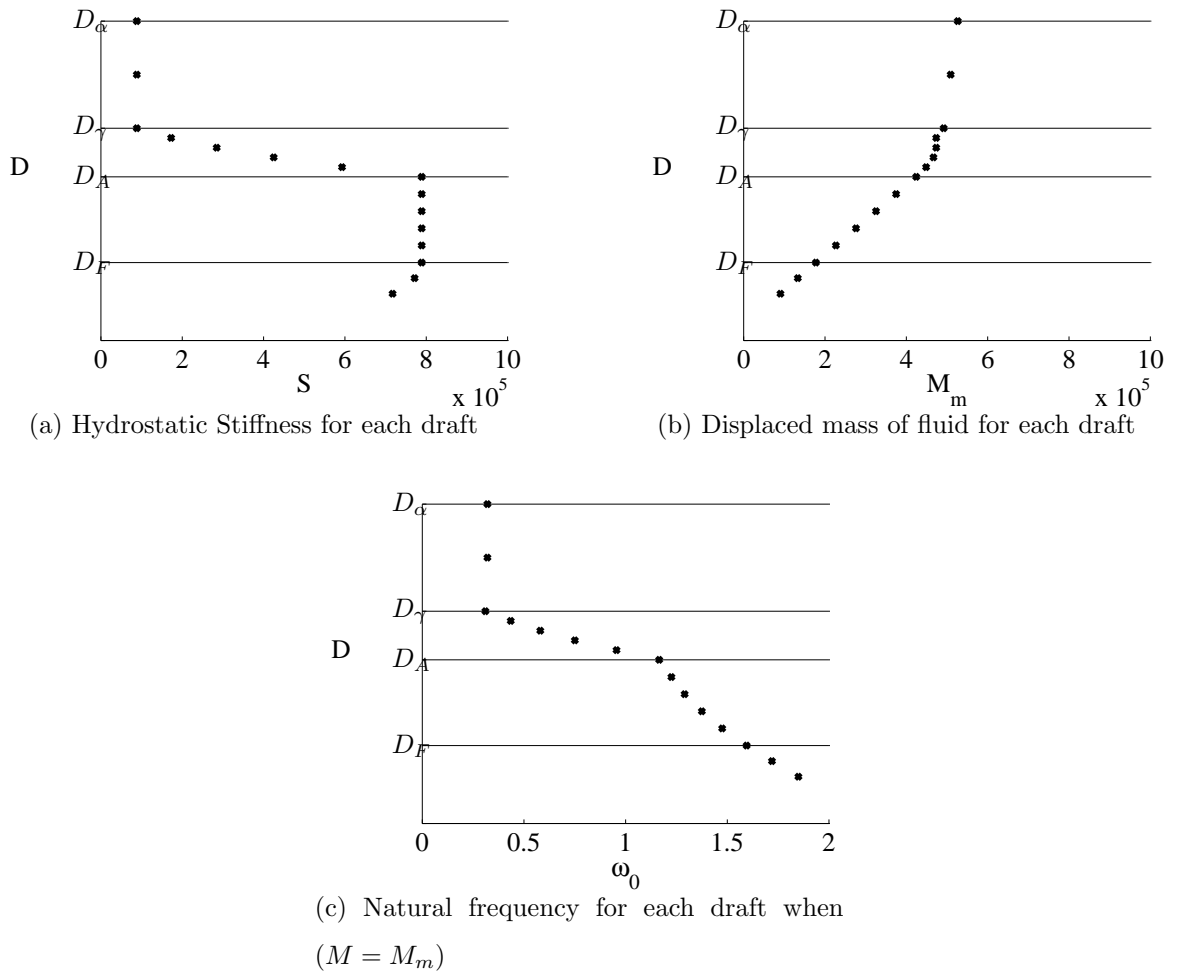 D_α
D_γ
D
D_A
D_F
0 2 4 6 8 10
S
x 10^5
(a) Hydrostatic Stiffness for each draft
D_α
D_γ
D
D_A
D_F
0 2 4 6 8 10
M_m
x 10^5
(b) Displaced mass of fluid for each draft
D_α
D_γ
D
D_A
D_F
0 0.5 1 1.5 2
ω_0
(c) Natural frequency for each draft when
(M = M_m)